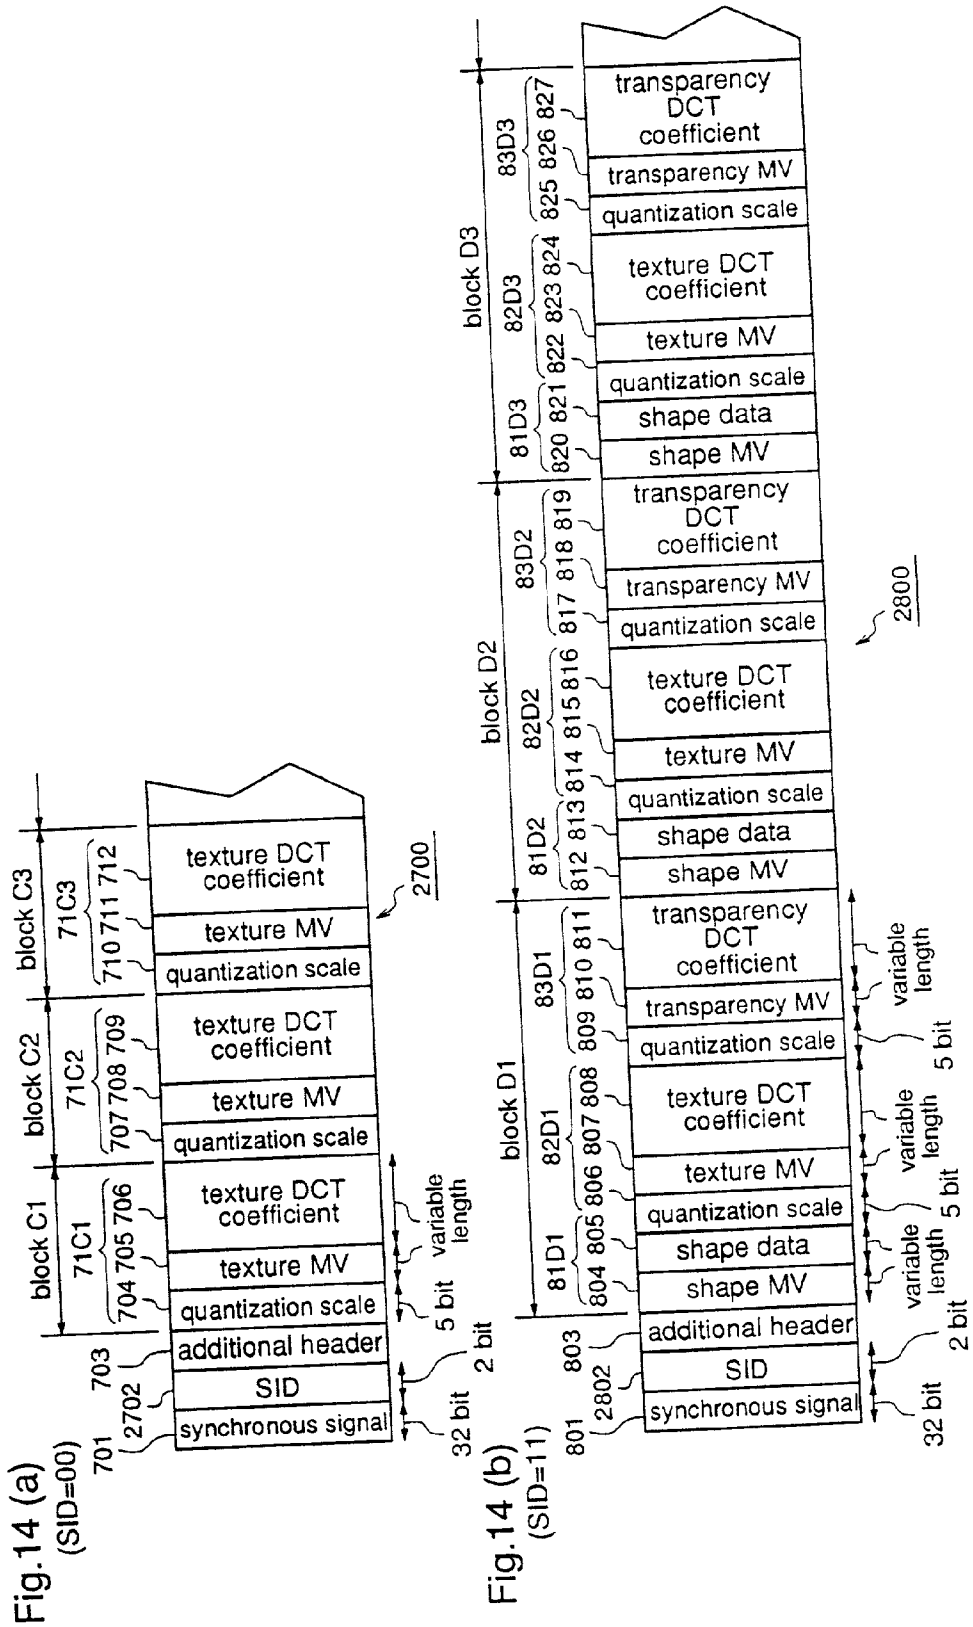 Fig.14 (a)
(SID=00)
block C1
block C2
block C3
71C1
71C2
71C3
701
2702
703
704
705
706
707
708
709
710
711
712
synchronous signal
SID
additional header
quantization scale
texture MV
texture DCT
coefficient
quantization scale
texture MV
texture DCT
coefficient
quantization scale
texture MV
texture DCT
coefficient
32 bit
2 bit
5 bit
variable
length
2700
Fig.14 (b)
(SID=11)
block D1
block D2
block D3
81D1
82D1
83D1
81D2
82D2
83D2
81D3
82D3
83D3
801
2802
803
804
805
806
807
808
809
810
811
812
813
814
815
816
817
818
819
820
821
822
823
824
825
826
827
synchronous signal
SID
additional header
shape MV
shape data
quantization scale
texture MV
texture DCT
coefficient
quantization scale
transparency MV
transparency
DCT
coefficient
shape MV
shape data
quantization scale
texture MV
texture DCT
coefficient
quantization scale
transparency MV
transparency
DCT
coefficient
shape MV
shape data
quantization scale
texture MV
texture DCT
coefficient
quantization scale
transparency MV
transparency
DCT
coefficient
32 bit
2 bit
variable
length
5 bit
variable
length
5 bit
variable
length
2800